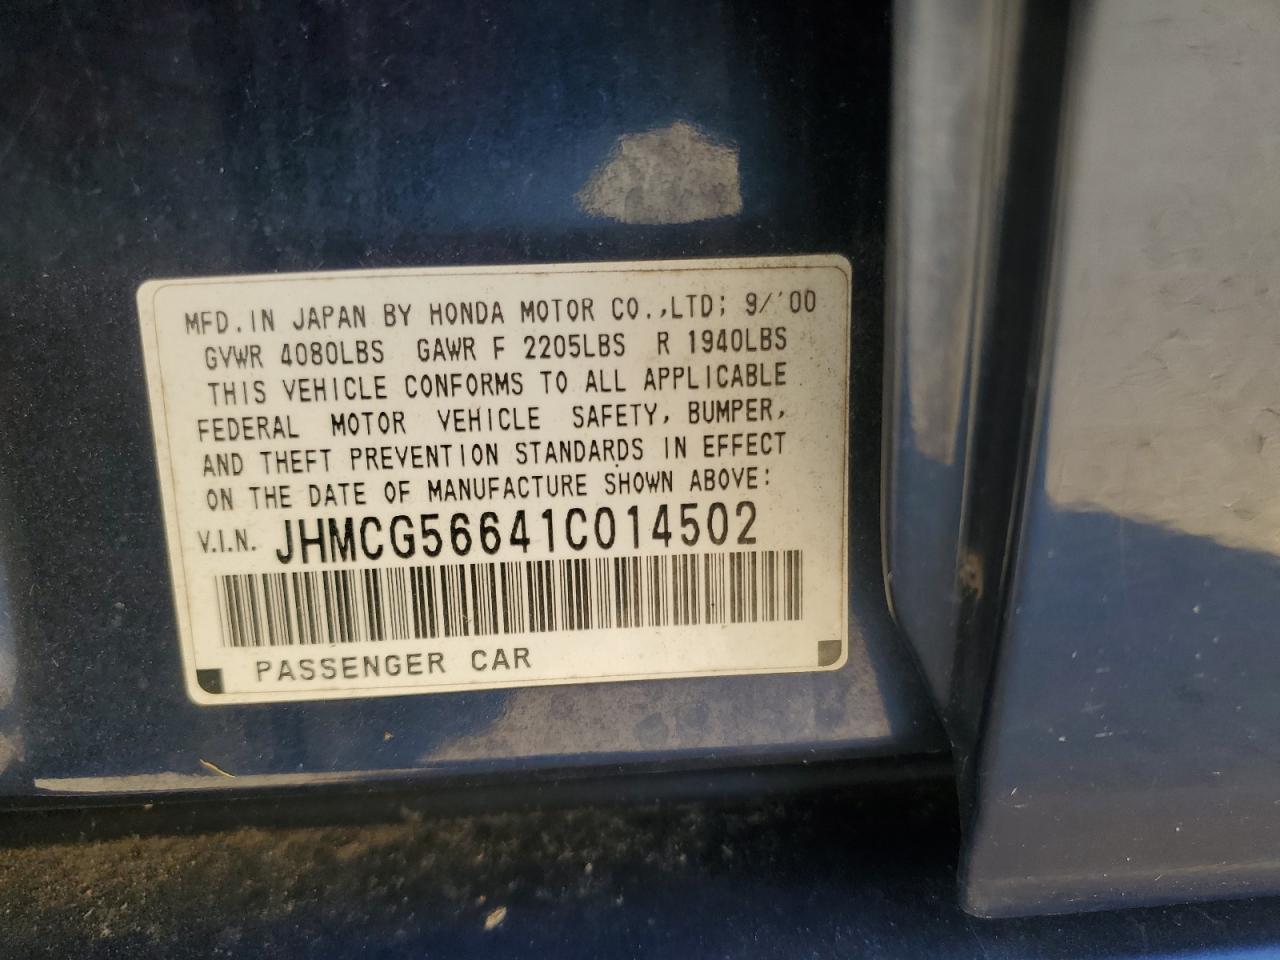 MFD. IN JAPAN BY HONDA MOTOR CO.,LTD; 9/'00
GVWR 4080LBS GAWR F 2205LBS R 1940LBS
THIS VEHICLE CONFORMS TO ALL APPLICABLE
FEDERAL MOTOR VEHICLE SAFETY, BUMPER,
AND THEFT PREVENTION STANDARDS IN EFFECT
ON THE DATE OF MANUFACTURE SHOWN ABOVE:
V.I.N. JHMCG56641C014502
PASSENGER CAR